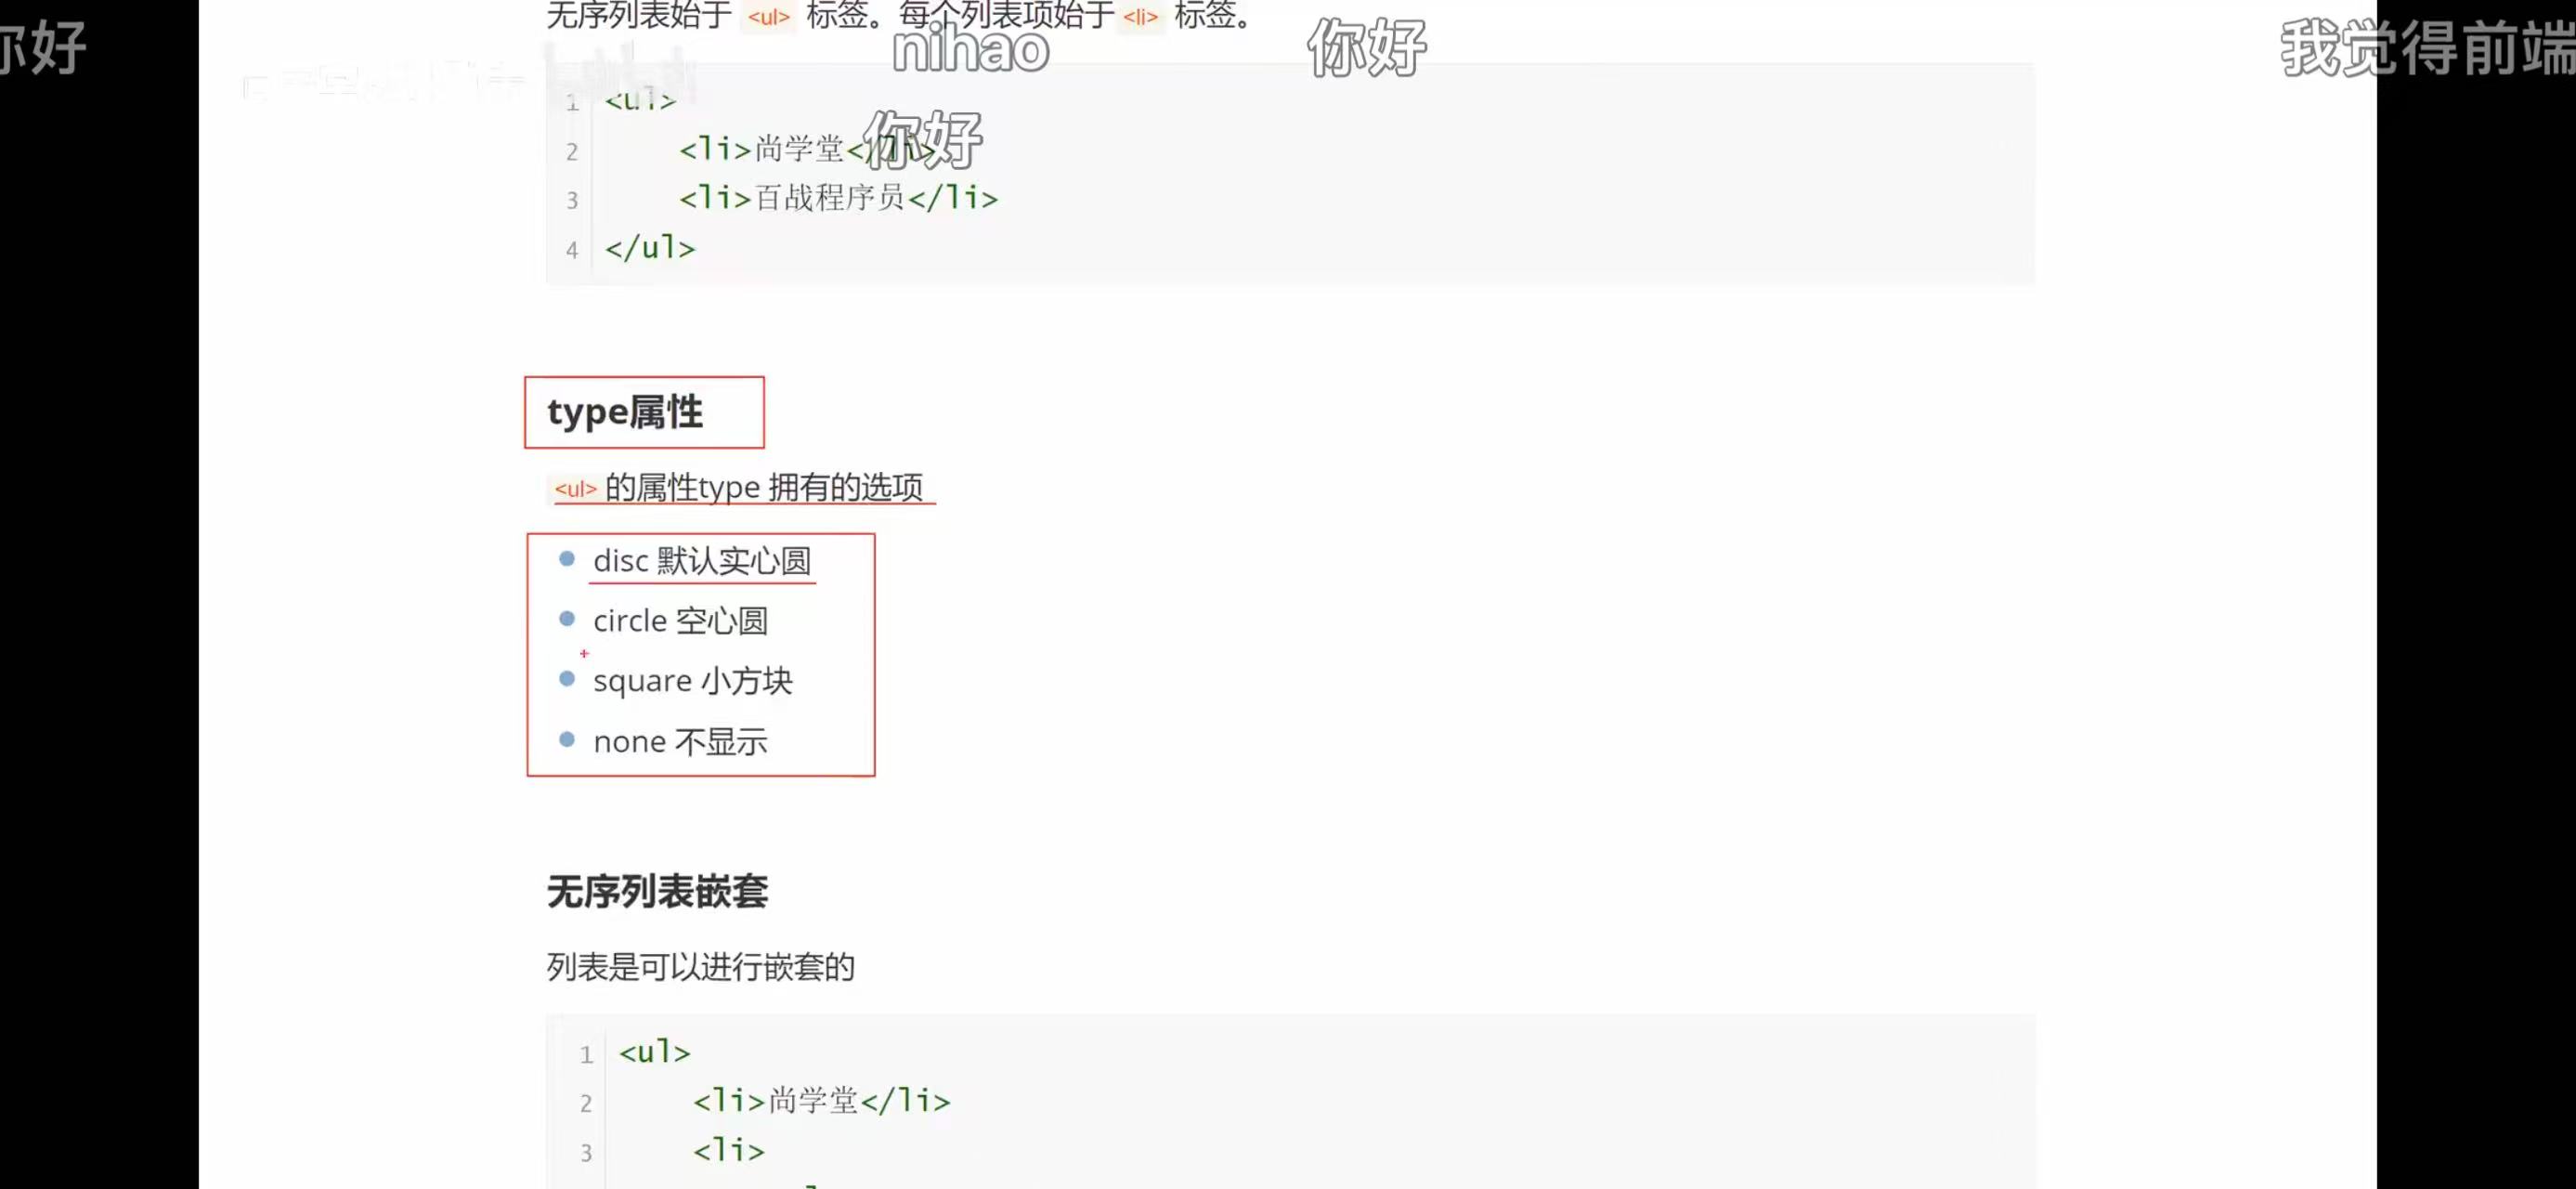 无序列表始于 <ul> 标签。每个列表项始于 <li> 标签。
你好
nihao
你好
我觉得前端
1 <ul>
你好
2 <li>尚学堂</li>
3 <li>百战程序员</li>
4 </ul>
type属性
<ul> 的属性type 拥有的选项
disc 默认实心圆
circle 空心圆
square 小方块
none 不显示
无序列表嵌套
列表是可以进行嵌套的
1 <ul>
2 <li>尚学堂</li>
3 <li>